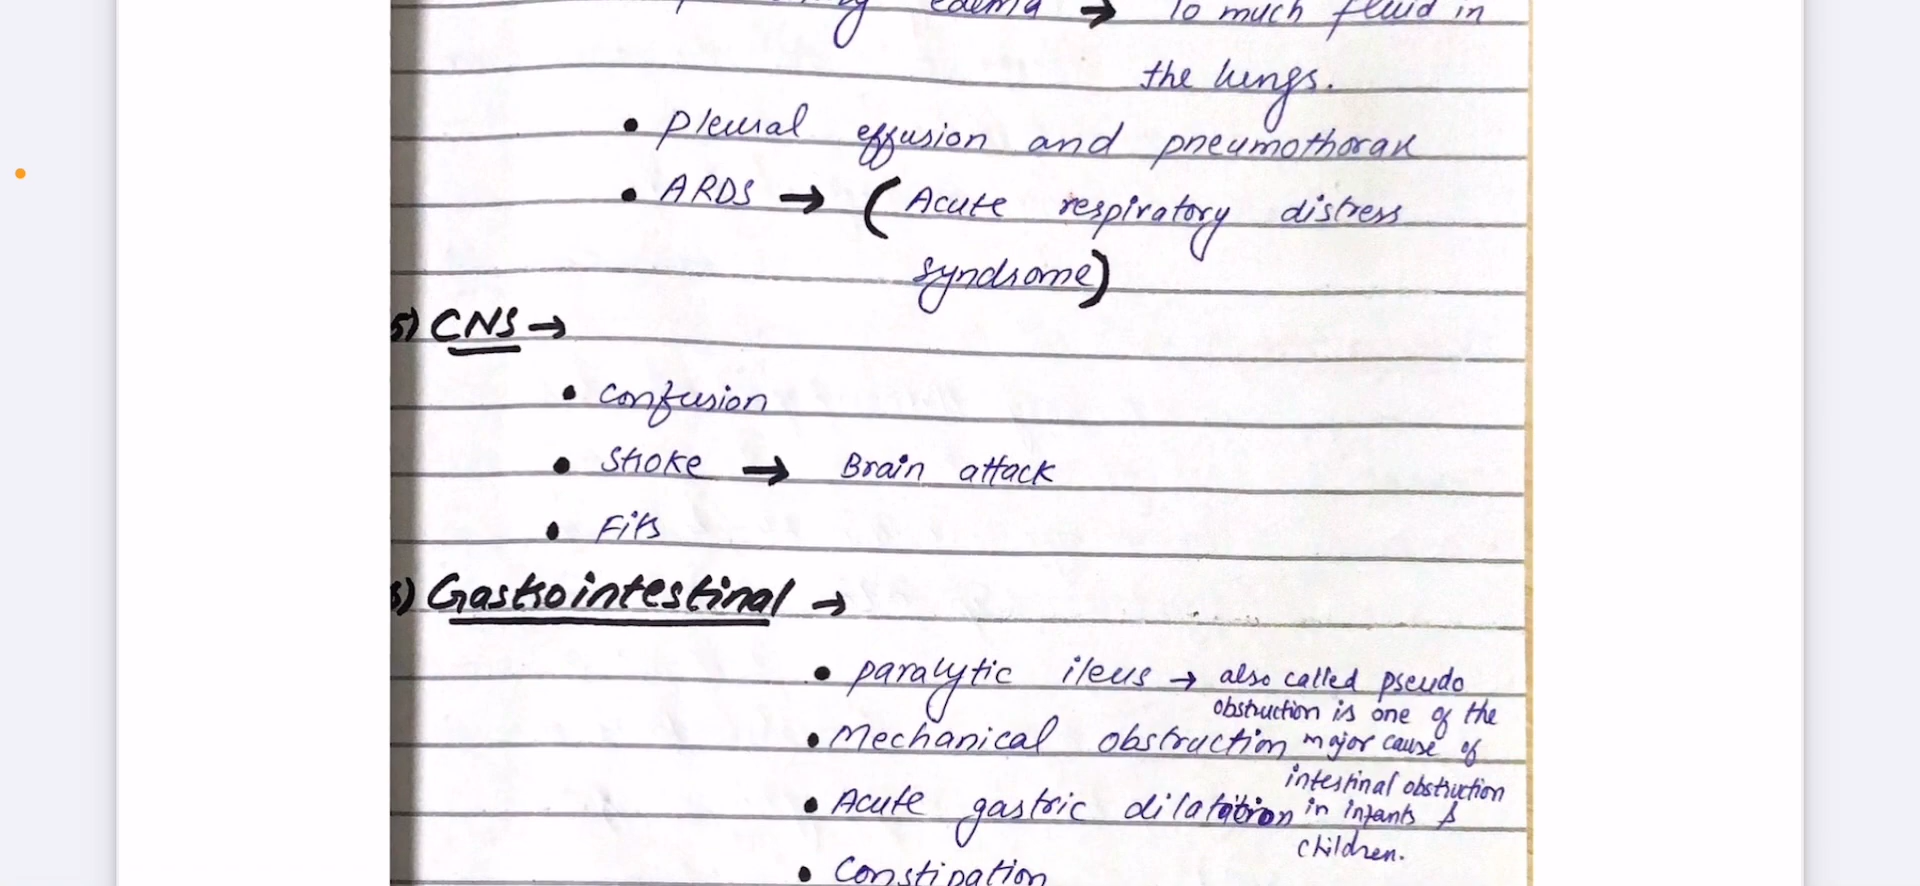 edema → To much fluid in
the lungs.
• Pleural effusion and pneumothorax
• ARDS → (Acute respiratory distress
syndrome)
5) CNS →
• Confusion
• Stroke → Brain attack
• Fits
6) Gastrointestinal →
• paralytic ileus → also called pseudo
obstruction is one of the
• Mechanical obstruction major cause of
intestinal obstruction
• Acute gastric dilatation in infants &
children.
• Constipation